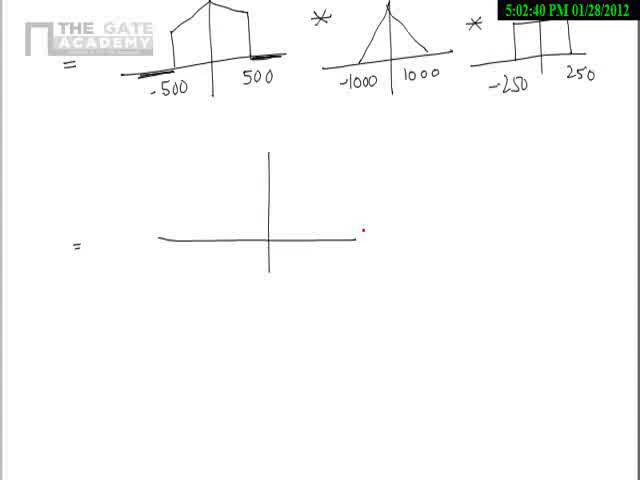 5:02:40 PM 01/28/2012
THE GATE
ACADEMY
* *
= -500 500 -1000 1000 -250 250
=